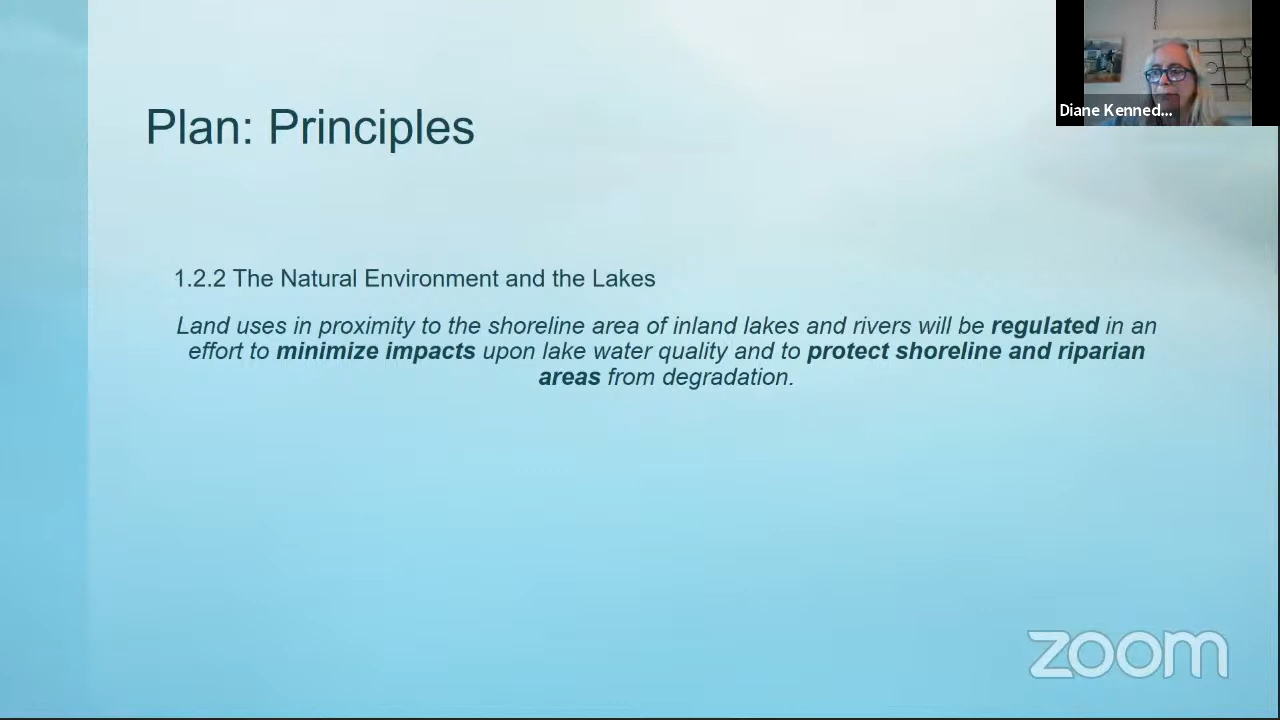 Diane Kenned...
Plan: Principles
1.2.2 The Natural Environment and the Lakes
Land uses in proximity to the shoreline area of inland lakes and rivers will be regulated in an
effort to minimize impacts upon lake water quality and to protect shoreline and riparian
areas from degradation.
zoom